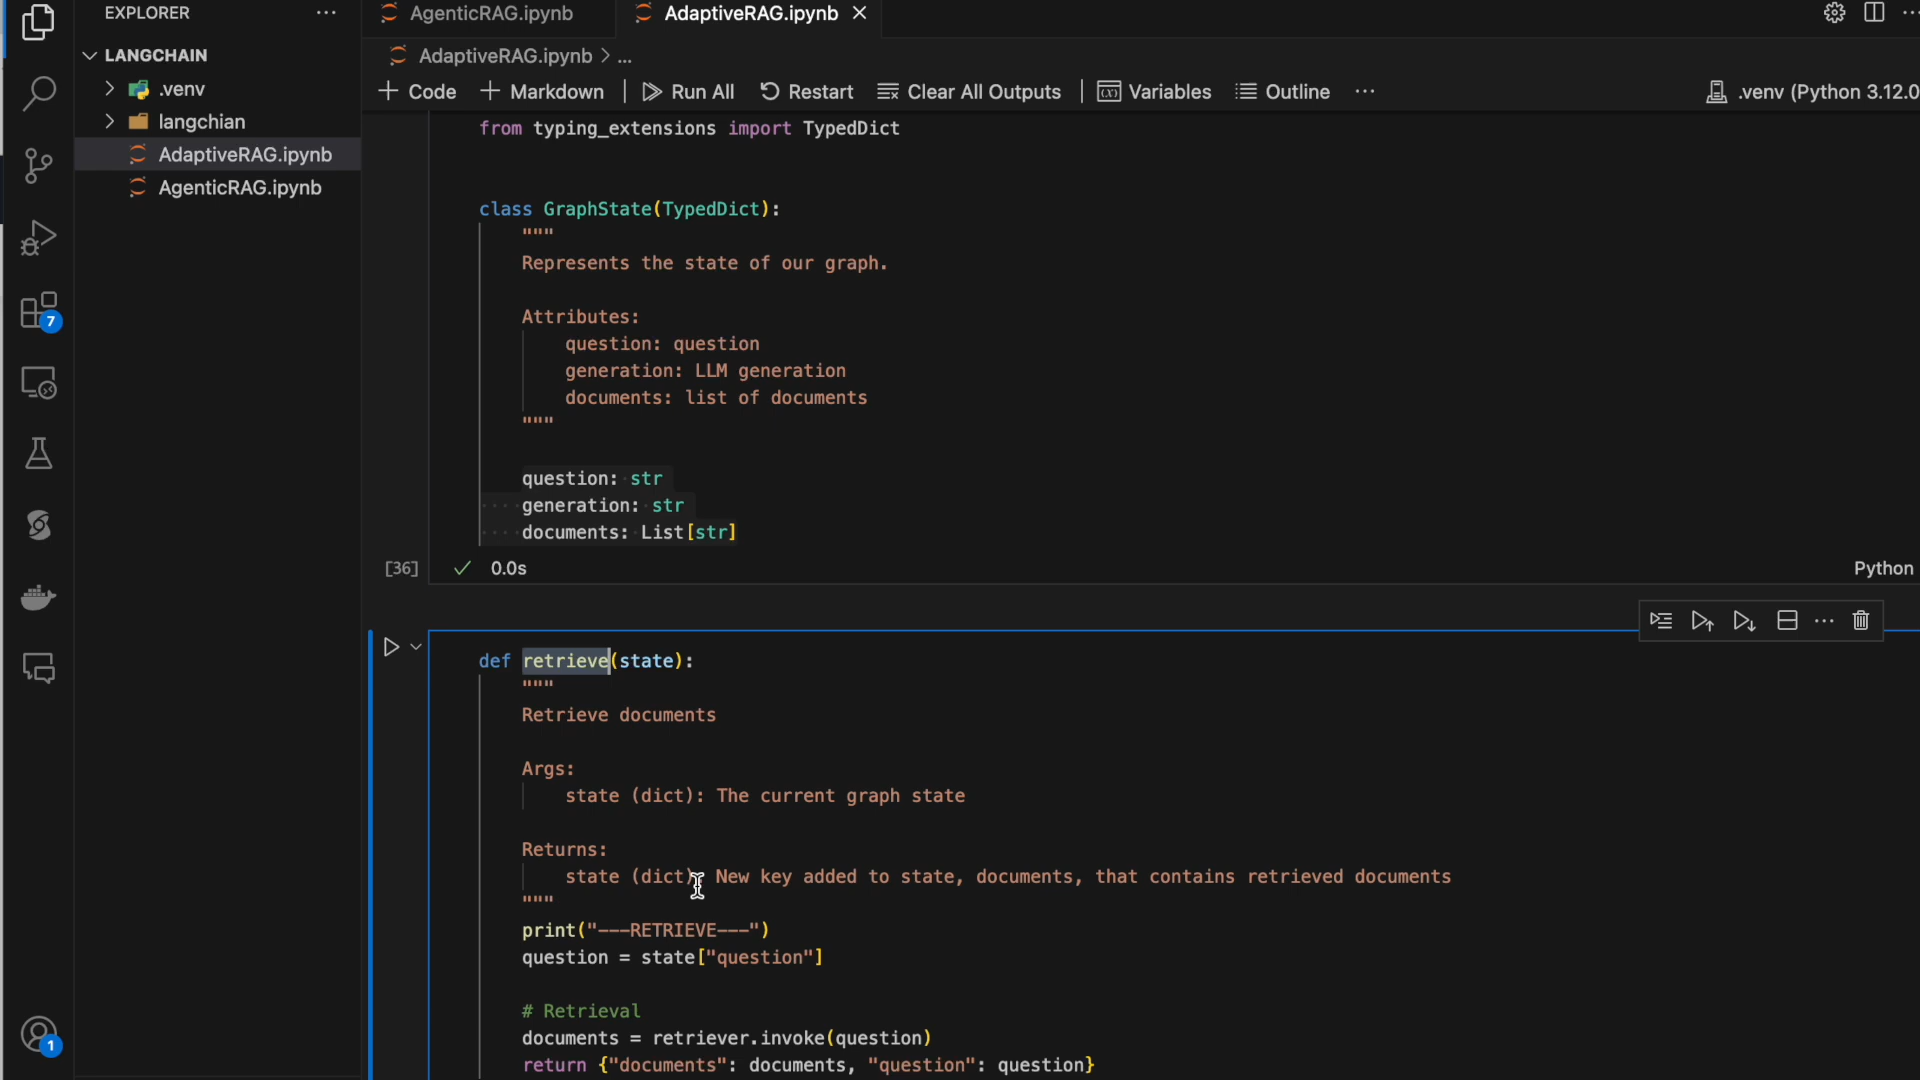 EXPLORER
LANGCHAIN
.venv
langchian
AdaptiveRAG.ipynb
AgenticRAG.ipynb
7
1
AgenticRAG.ipynb
AdaptiveRAG.ipynb
AdaptiveRAG.ipynb > ...
Code
Markdown
Run All
Restart
Clear All Outputs
Variables
Outline
.venv (Python 3.12.0
from typing_extensions import TypedDict
class GraphState(TypedDict):
"""
Represents the state of our graph.
Attributes:
question: question
generation: LLM generation
documents: list of documents
"""
question: str
generation: str
documents: List[str]
[36]
0.0s
Python
def retrieve(state):
"""
Retrieve documents
Args:
state (dict): The current graph state
Returns:
state (dict): New key added to state, documents, that contains retrieved documents
"""
print("---RETRIEVE---")
question = state["question"]
# Retrieval
documents = retriever.invoke(question)
return {"documents": documents, "question": question}